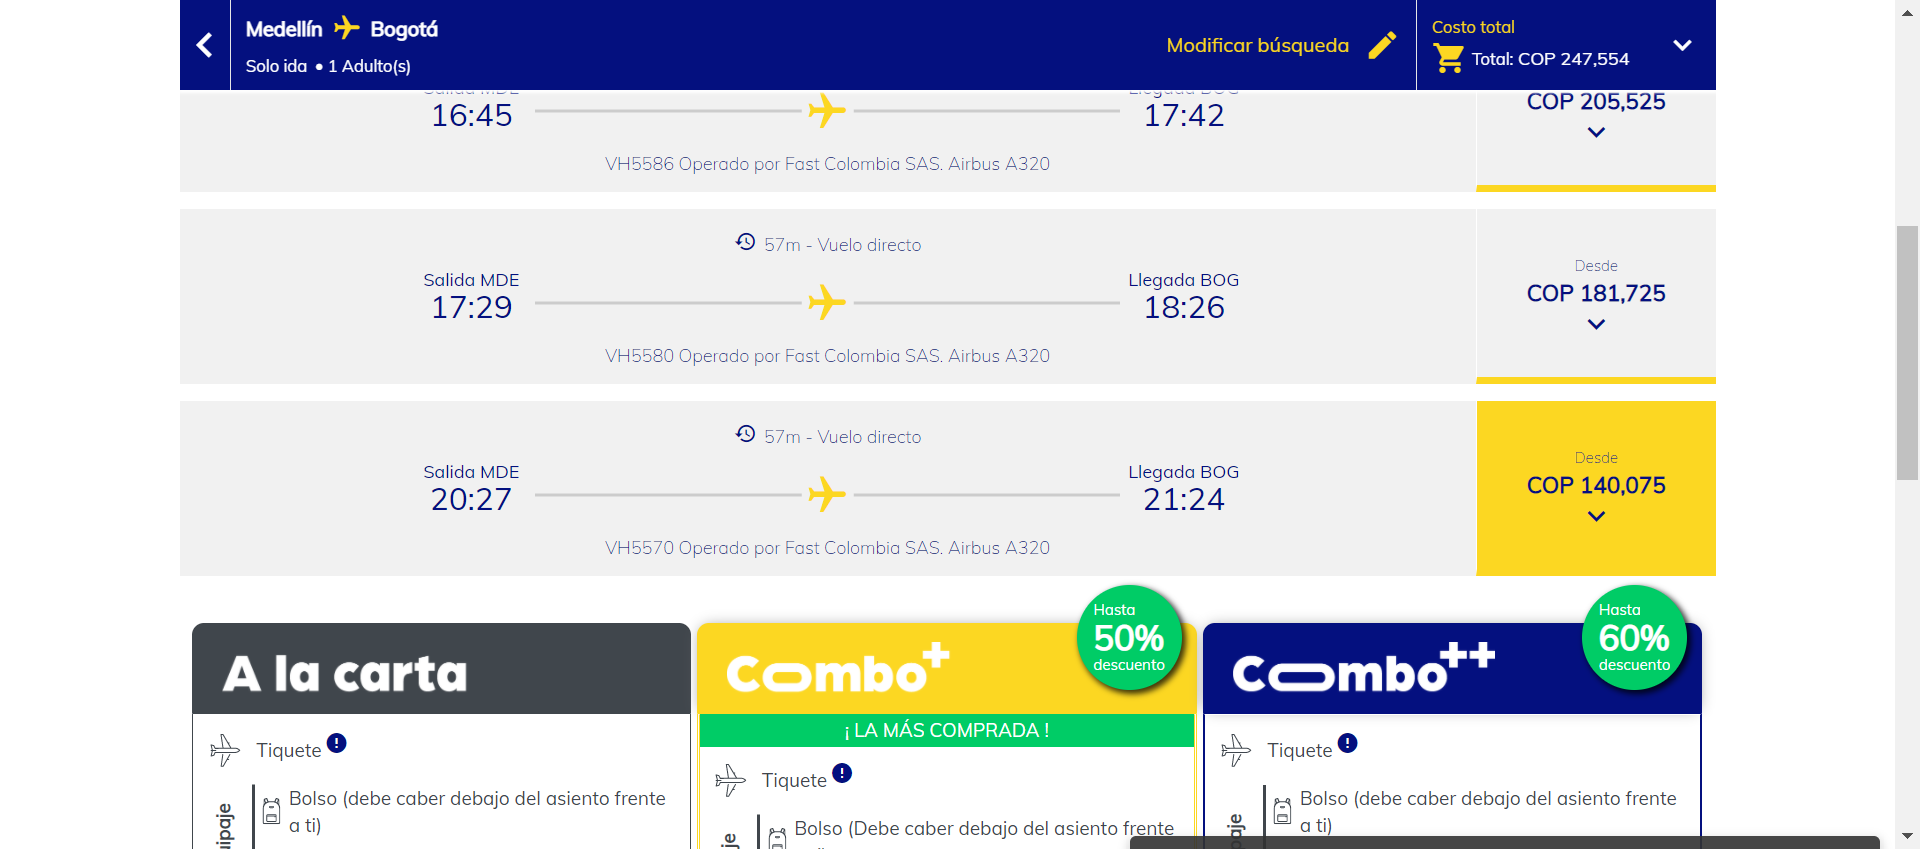 Medellín Bogotá
Solo ida • 1 Adulto(s)
Modificar búsqueda
Costo total
Total: COP 247,554
Salida MDE
16:45
Llegada BOG
17:42
VH5586 Operado por Fast Colombia SAS. Airbus A320
COP 205,525
57m - Vuelo directo
Salida MDE
17:29
Llegada BOG
18:26
VH5580 Operado por Fast Colombia SAS. Airbus A320
Desde
COP 181,725
57m - Vuelo directo
Salida MDE
20:27
Llegada BOG
21:24
VH5570 Operado por Fast Colombia SAS. Airbus A320
Desde
COP 140,075
A la carta
Tiquete
Bolso (debe caber debajo del asiento frente
a ti)
Combo+
Hasta
50%
descuento
¡ LA MÁS COMPRADA !
Tiquete
Bolso (Debe caber debajo del asiento frente
Combo++
Hasta
60%
descuento
Tiquete
Bolso (debe caber debajo del asiento frente
a ti)